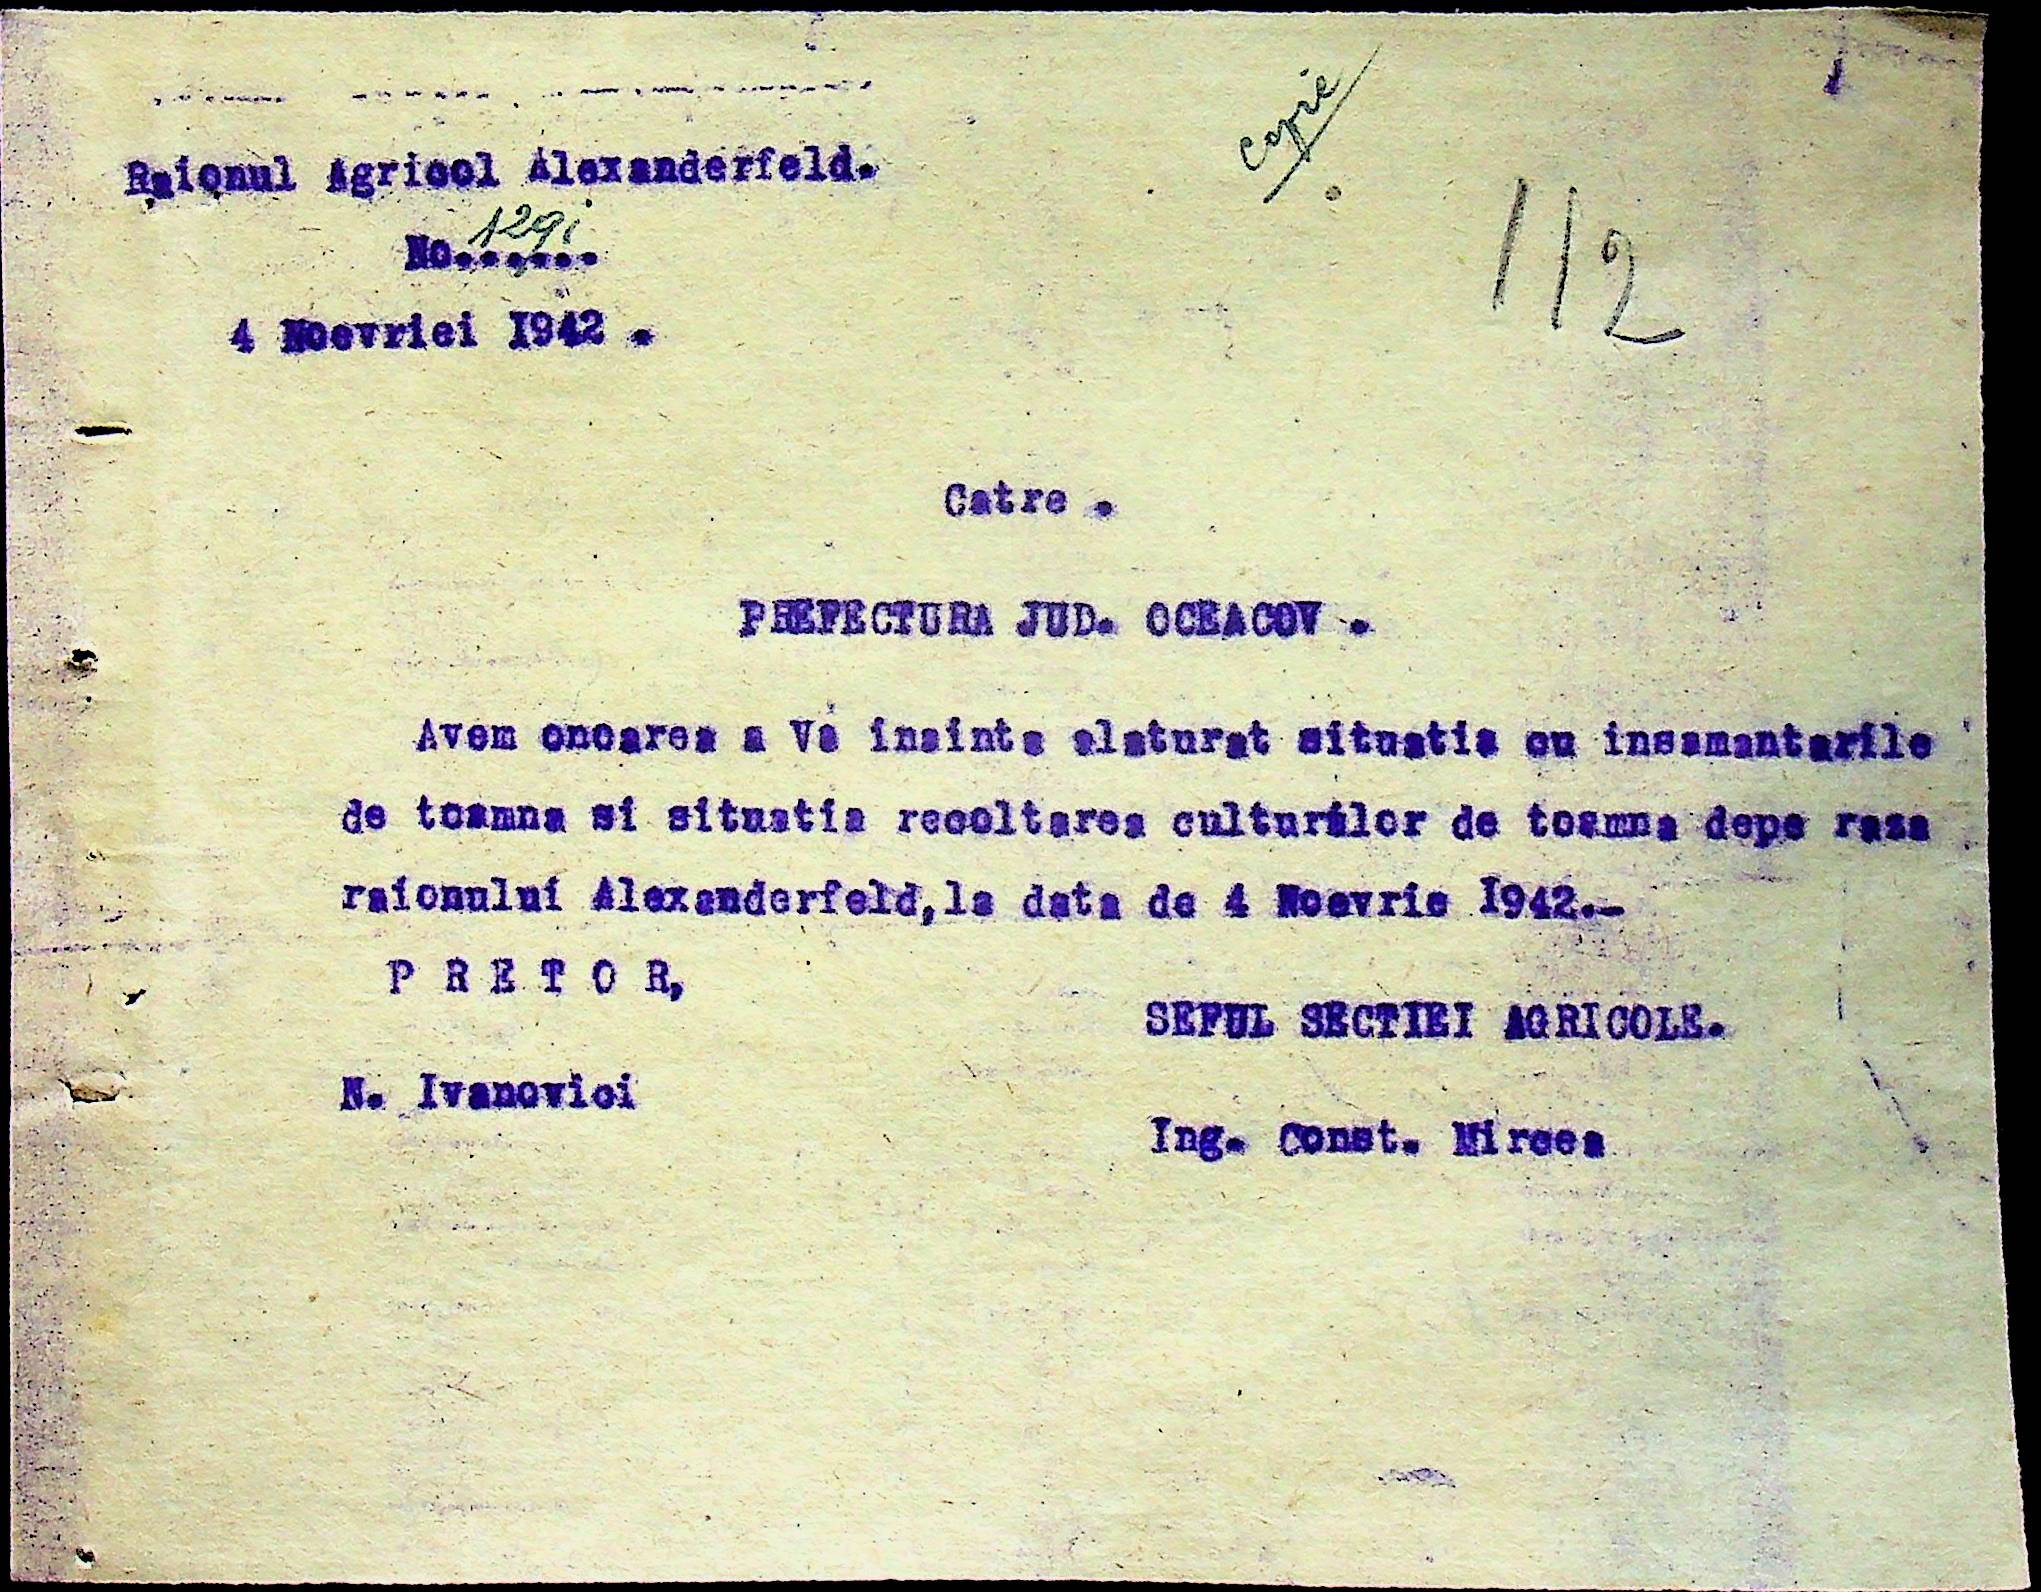 Copie
Raionul Agricol Alexanderfeld.
No......
112
4 Noevriei 1942 .
Catre .
PREFECTURA JUD. OCEACOV .
Avem onoarea a Va inainta alaturat situatia cu insamantarile
de toamna si situatia recoltarea culturilor de toamna depe raza
raionului Alexanderfeld,la data de 4 Noevrie 1942.-
P R E T O R,
SEFUL SECTIEI AGRICOLE.
N. Ivanovici
Ing. Const. Mircea